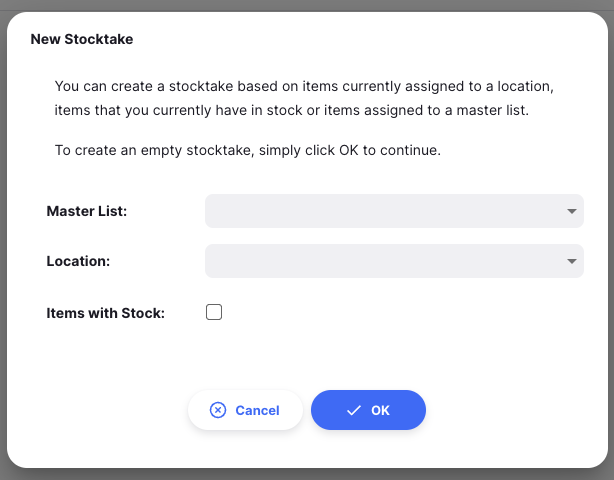 New Stocktake
You can create a stocktake based on items currently assigned to a location,
items that you currently have in stock or items assigned to a master list.
To create an empty stocktake, simply click OK to continue.
Master List:
Location:
Items with Stock:
Cancel
OK